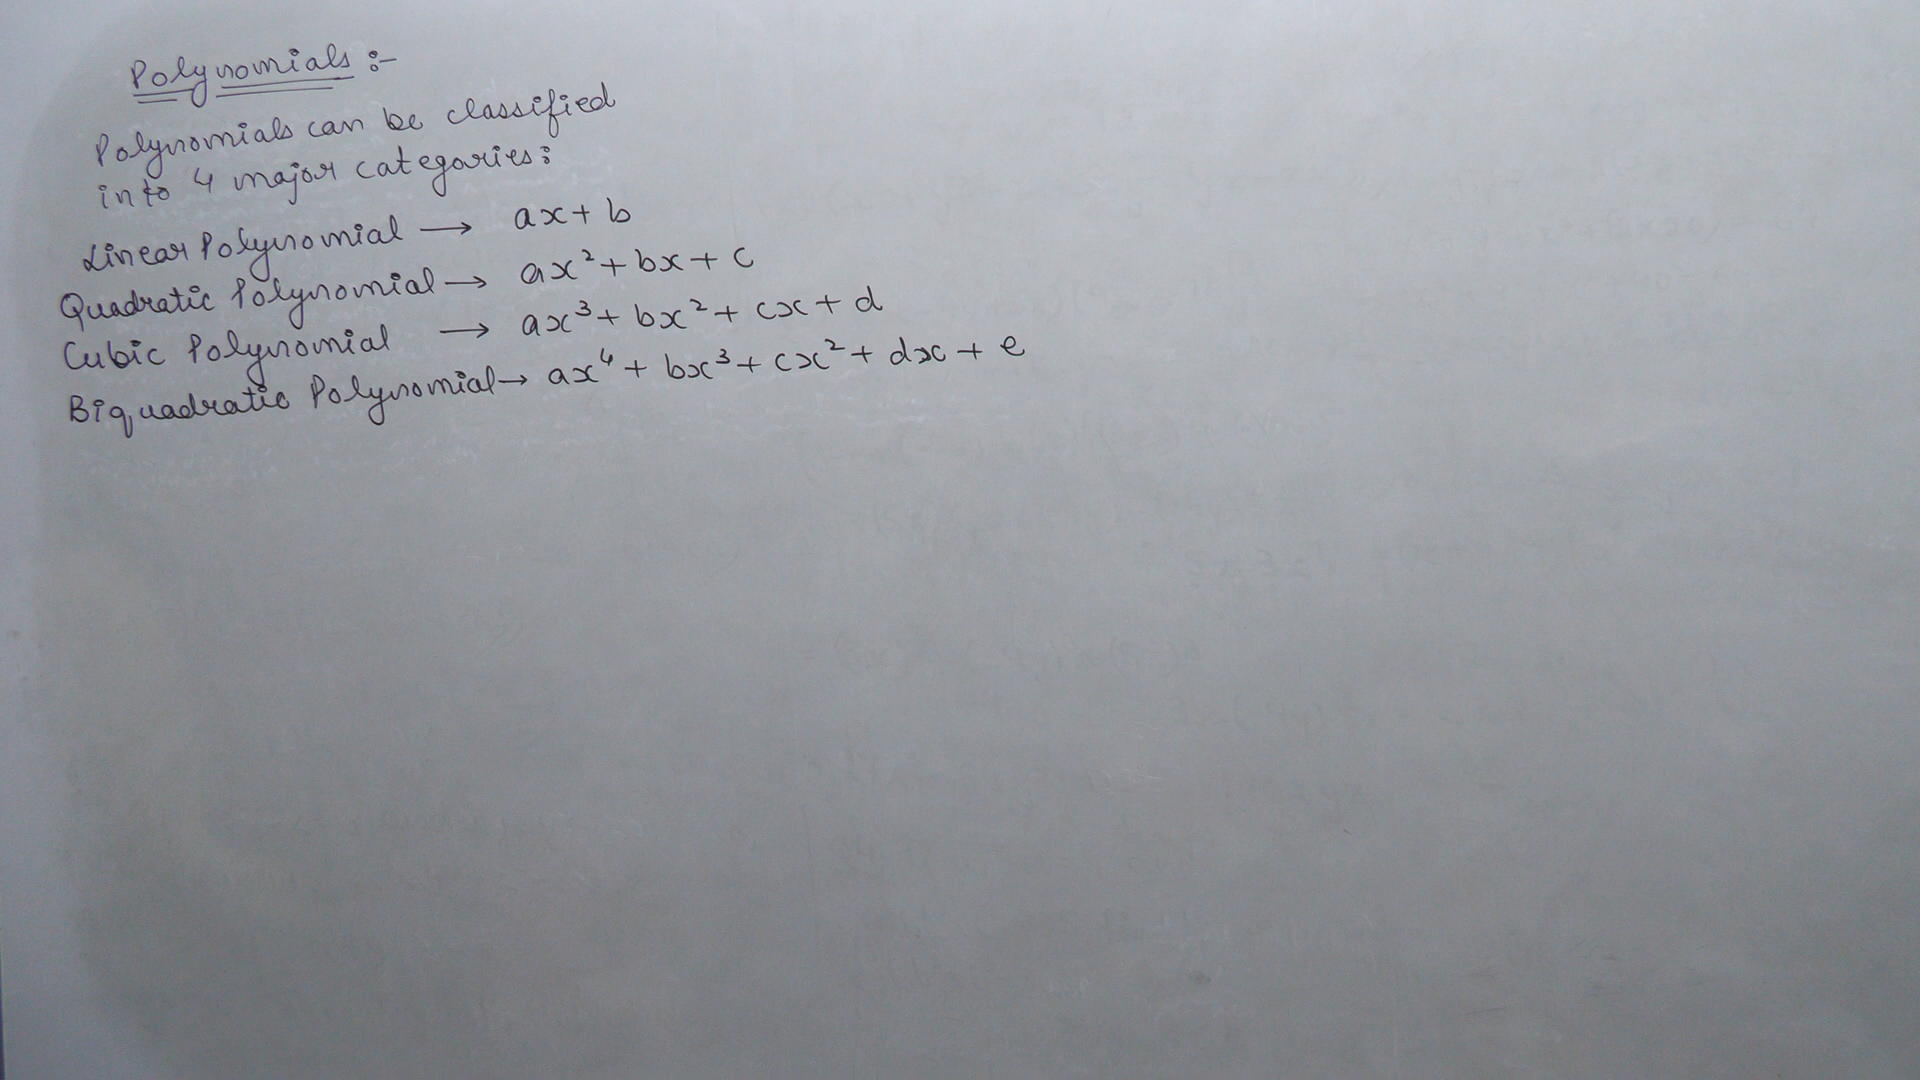 Polynomials :-
Polynomials can be classified
into 4 major categories:
Linear Polynomial → ax + b
Quadratic Polynomial → ax² + bx + c
Cubic Polynomial → ax³ + bx² + cx + d
Biquadratic Polynomial → ax⁴ + bx³ + cx² + dx + e